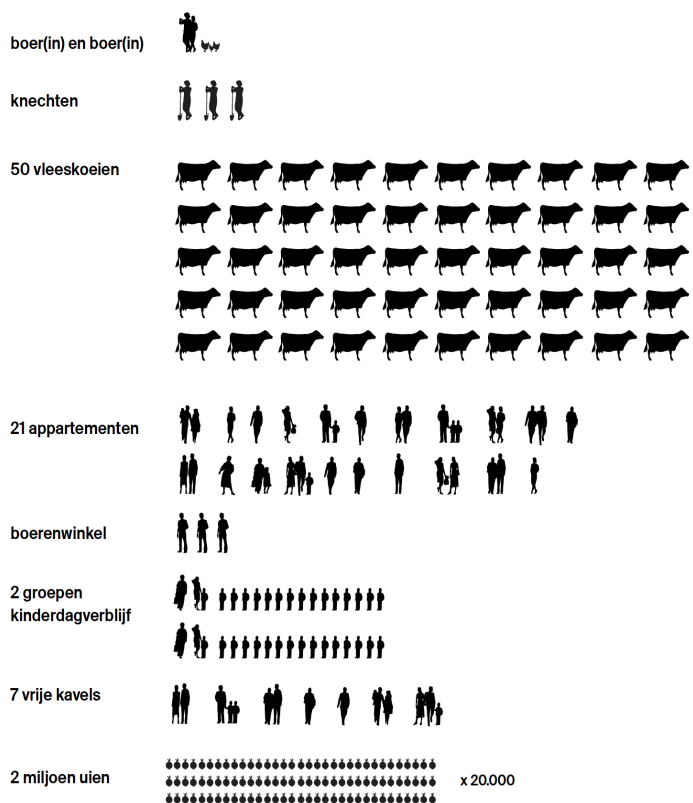 boer(in) en boer(in)
knechten
50 vleeskoeien
21 appartementen
boerenwinkel
2 groepen
kinderdagverblijf
7 vrije kavels
2 miljoen uien
x 20.000